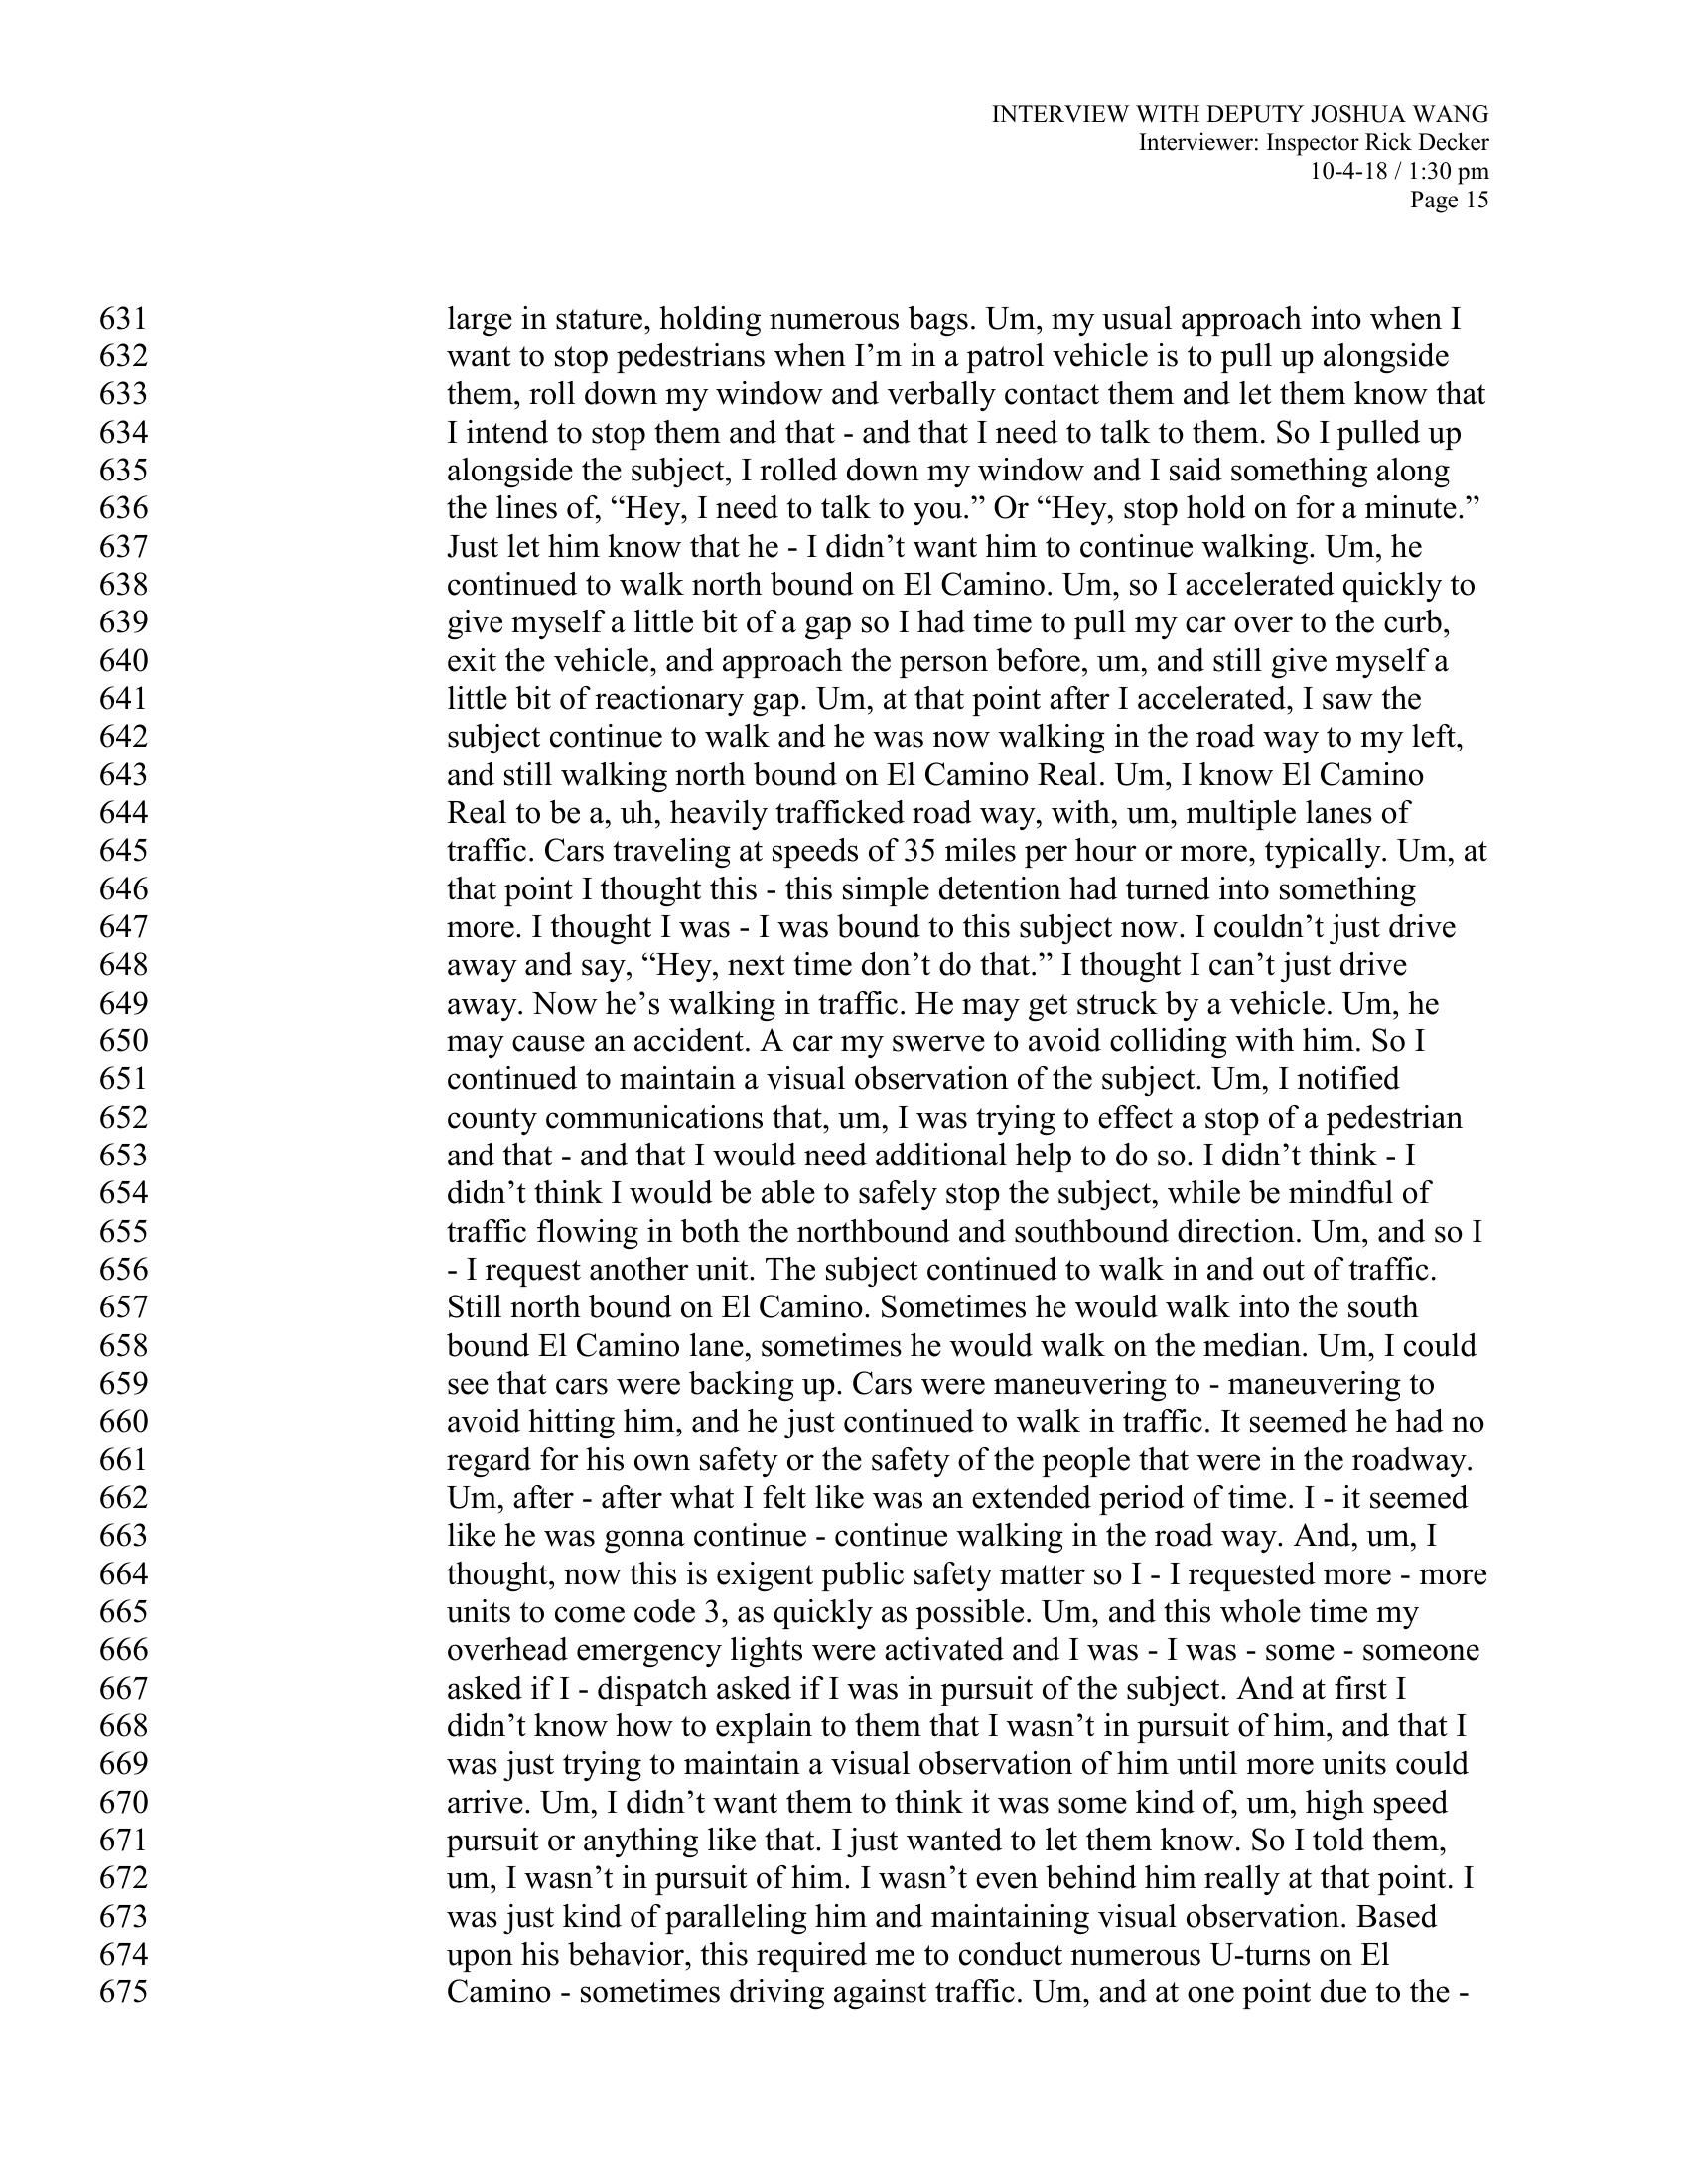 INTERVIEW WITH DEPUTY JOSHUA WANG
Interviewer: Inspector Rick Decker
10-4-18 / 1:30 pm
Page 15
631 large in stature, holding numerous bags. Um, my usual approach into when I
632 want to stop pedestrians when I’m in a patrol vehicle is to pull up alongside
633 them, roll down my window and verbally contact them and let them know that
634 I intend to stop them and that - and that I need to talk to them. So I pulled up
635 alongside the subject, I rolled down my window and I said something along
636 the lines of, “Hey, I need to talk to you.” Or “Hey, stop hold on for a minute.”
637 Just let him know that he - I didn’t want him to continue walking. Um, he
638 continued to walk north bound on El Camino. Um, so I accelerated quickly to
639 give myself a little bit of a gap so I had time to pull my car over to the curb,
640 exit the vehicle, and approach the person before, um, and still give myself a
641 little bit of reactionary gap. Um, at that point after I accelerated, I saw the
642 subject continue to walk and he was now walking in the road way to my left,
643 and still walking north bound on El Camino Real. Um, I know El Camino
644 Real to be a, uh, heavily trafficked road way, with, um, multiple lanes of
645 traffic. Cars traveling at speeds of 35 miles per hour or more, typically. Um, at
646 that point I thought this - this simple detention had turned into something
647 more. I thought I was - I was bound to this subject now. I couldn’t just drive
648 away and say, “Hey, next time don’t do that.” I thought I can’t just drive
649 away. Now he’s walking in traffic. He may get struck by a vehicle. Um, he
650 may cause an accident. A car my swerve to avoid colliding with him. So I
651 continued to maintain a visual observation of the subject. Um, I notified
652 county communications that, um, I was trying to effect a stop of a pedestrian
653 and that - and that I would need additional help to do so. I didn’t think - I
654 didn’t think I would be able to safely stop the subject, while be mindful of
655 traffic flowing in both the northbound and southbound direction. Um, and so I
656 - I request another unit. The subject continued to walk in and out of traffic.
657 Still north bound on El Camino. Sometimes he would walk into the south
658 bound El Camino lane, sometimes he would walk on the median. Um, I could
659 see that cars were backing up. Cars were maneuvering to - maneuvering to
660 avoid hitting him, and he just continued to walk in traffic. It seemed he had no
661 regard for his own safety or the safety of the people that were in the roadway.
662 Um, after - after what I felt like was an extended period of time. I - it seemed
663 like he was gonna continue - continue walking in the road way. And, um, I
664 thought, now this is exigent public safety matter so I - I requested more - more
665 units to come code 3, as quickly as possible. Um, and this whole time my
666 overhead emergency lights were activated and I was - I was - some - someone
667 asked if I - dispatch asked if I was in pursuit of the subject. And at first I
668 didn’t know how to explain to them that I wasn’t in pursuit of him, and that I
669 was just trying to maintain a visual observation of him until more units could
670 arrive. Um, I didn’t want them to think it was some kind of, um, high speed
671 pursuit or anything like that. I just wanted to let them know. So I told them,
672 um, I wasn’t in pursuit of him. I wasn’t even behind him really at that point. I
673 was just kind of paralleling him and maintaining visual observation. Based
674 upon his behavior, this required me to conduct numerous U-turns on El
675 Camino - sometimes driving against traffic. Um, and at one point due to the -